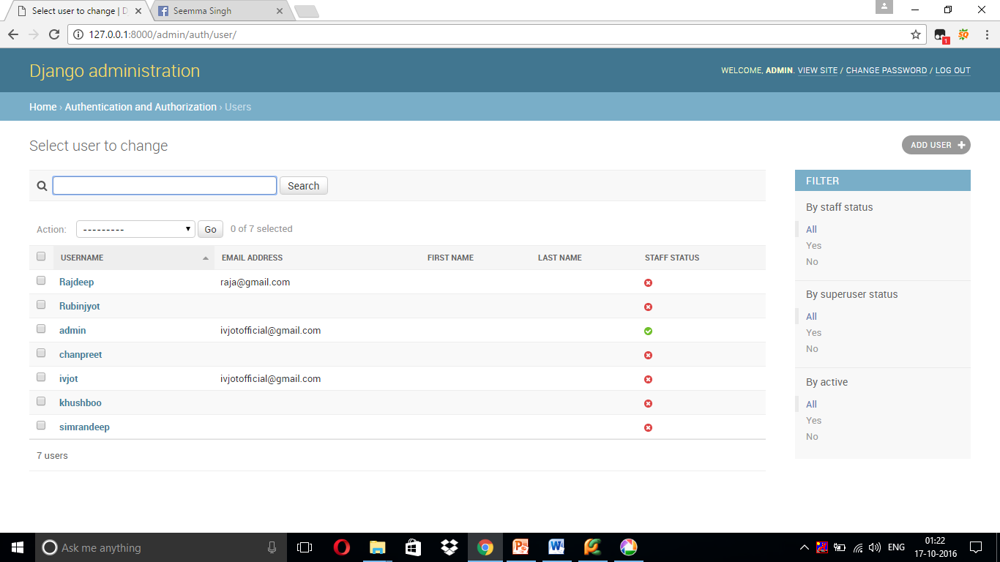 Select user to change | D
Seemma Singh
127.0.0.1:8000/admin/auth/user/
1
SQ
Django administration
WELCOME, ADMIN. VIEW SITE / CHANGE PASSWORD / LOG OUT
Home › Authentication and Authorization › Users
Select user to change
ADD USER +
Search
Action: --------- Go 0 of 7 selected
USERNAME EMAIL ADDRESS FIRST NAME LAST NAME STAFF STATUS
Rajdeep raja@gmail.com
Rubinjyot
admin ivjotofficial@gmail.com
chanpreet
ivjot ivjotofficial@gmail.com
khushboo
simrandeep
7 users
FILTER
By staff status
All
Yes
No
By superuser status
All
Yes
No
By active
All
Yes
No
Ask me anything
ENG
01:22
17-10-2016